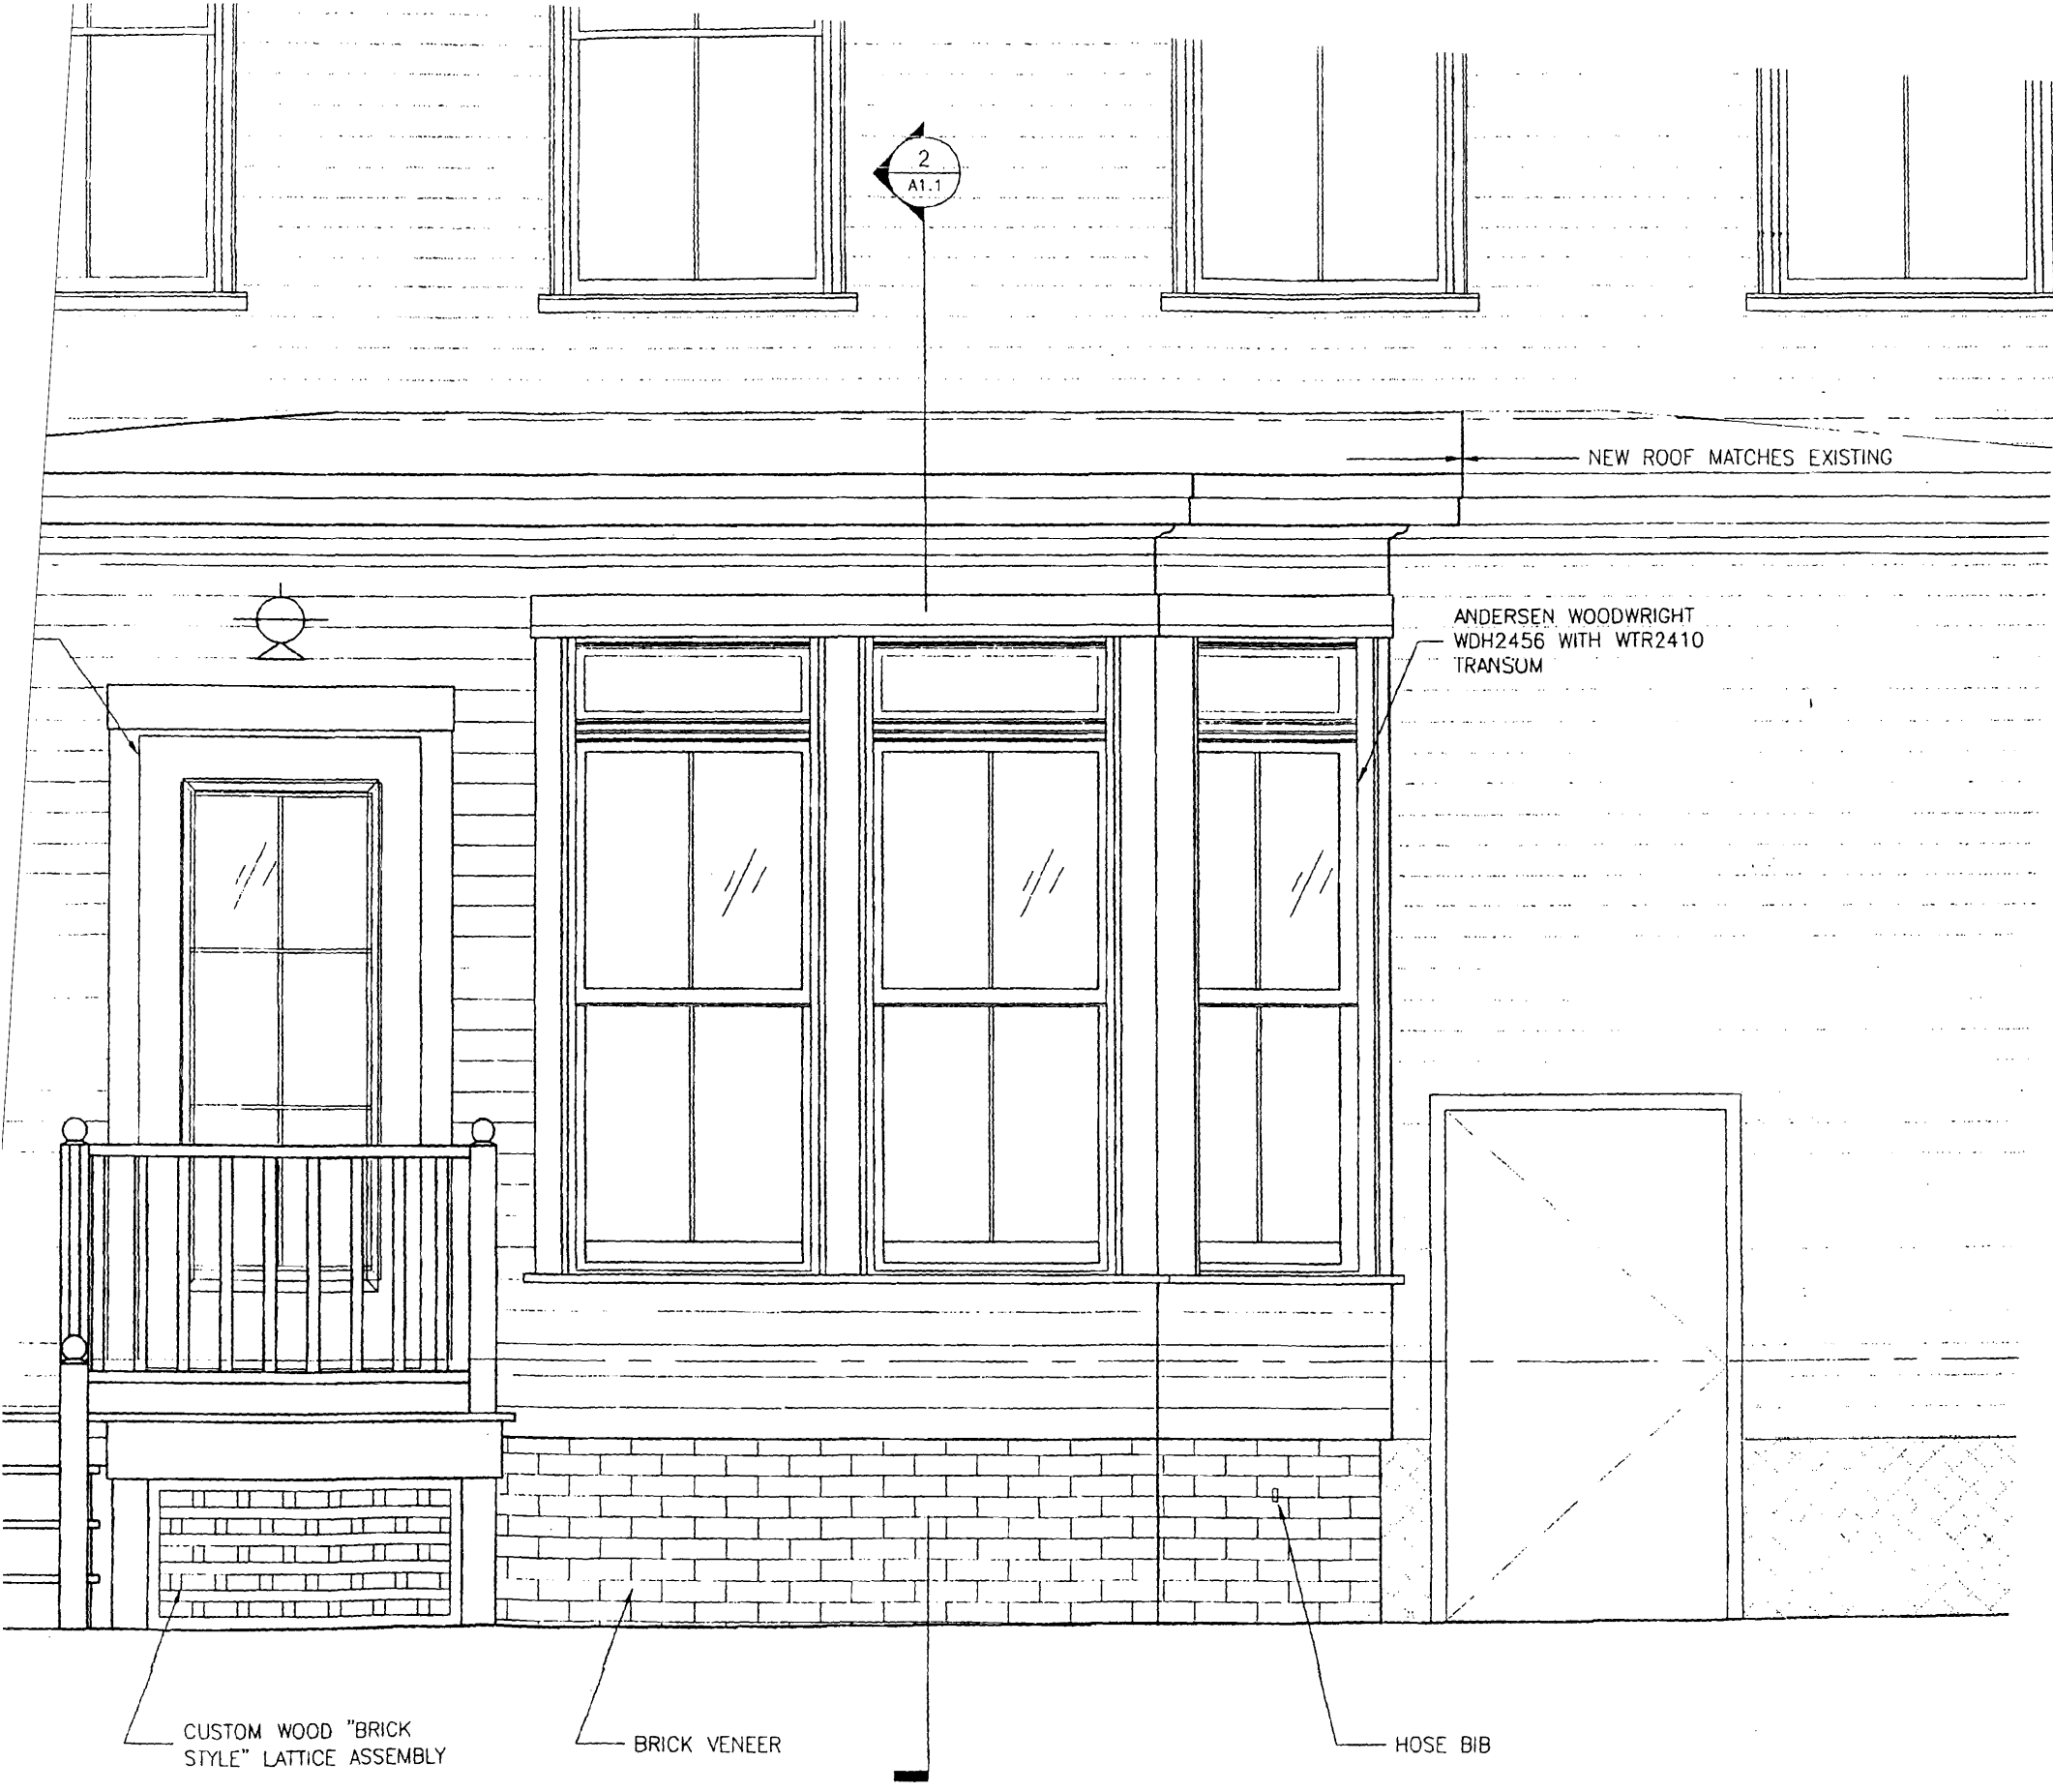 2
A1.1
NEW ROOF MATCHES EXISTING
ANDERSEN WOODWRIGHT
WDH2456 WITH WTR2410
TRANSUM
CUSTOM WOOD "BRICK
STYLE" LATTICE ASSEMBLY
BRICK VENEER
HOSE BIB